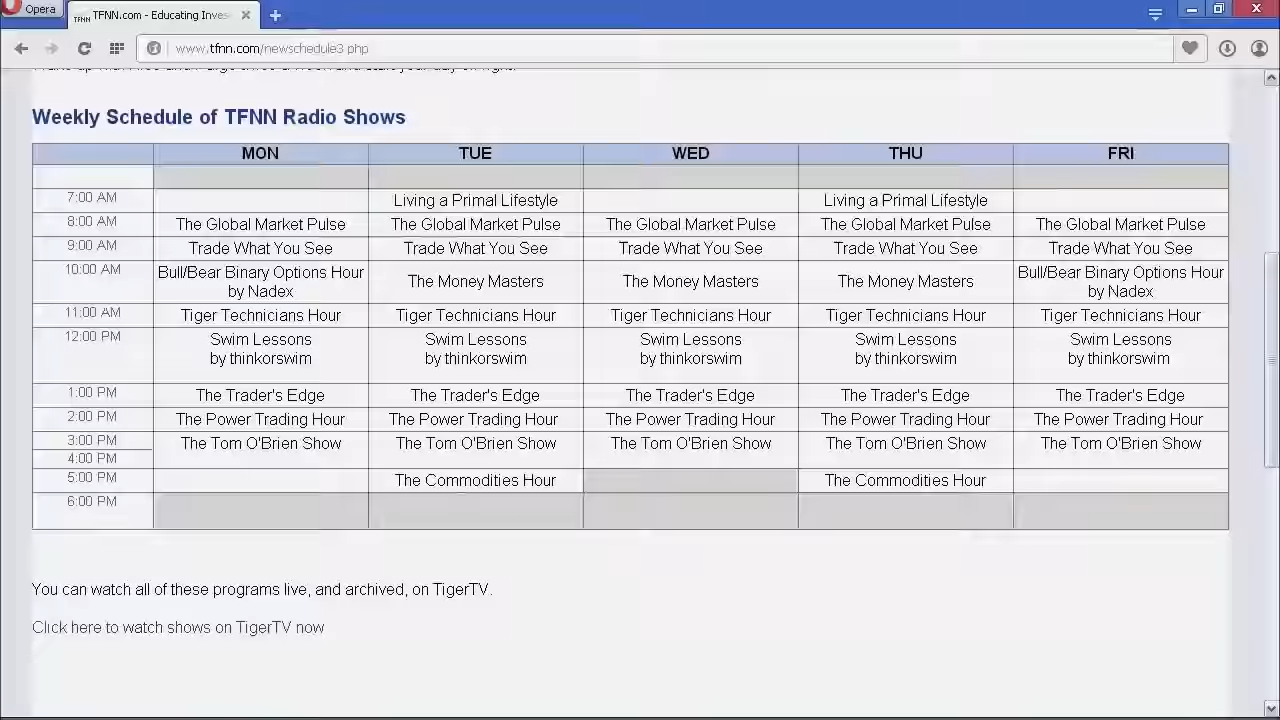 Opera
TFNN TFNN.com - Educating Inves
www.tfnn.com/newschedule3.php
Weekly Schedule of TFNN Radio Shows
MON TUE WED THU FRI
7:00 AM Living a Primal Lifestyle Living a Primal Lifestyle
8:00 AM The Global Market Pulse The Global Market Pulse The Global Market Pulse The Global Market Pulse The Global Market Pulse
9:00 AM Trade What You See Trade What You See Trade What You See Trade What You See Trade What You See
10:00 AM Bull/Bear Binary Options Hour The Money Masters The Money Masters The Money Masters Bull/Bear Binary Options Hour
by Nadex by Nadex
11:00 AM Tiger Technicians Hour Tiger Technicians Hour Tiger Technicians Hour Tiger Technicians Hour Tiger Technicians Hour
12:00 PM Swim Lessons Swim Lessons Swim Lessons Swim Lessons Swim Lessons
by thinkorswim by thinkorswim by thinkorswim by thinkorswim by thinkorswim
1:00 PM The Trader's Edge The Trader's Edge The Trader's Edge The Trader's Edge The Trader's Edge
2:00 PM The Power Trading Hour The Power Trading Hour The Power Trading Hour The Power Trading Hour The Power Trading Hour
3:00 PM The Tom O'Brien Show The Tom O'Brien Show The Tom O'Brien Show The Tom O'Brien Show The Tom O'Brien Show
4:00 PM
5:00 PM The Commodities Hour The Commodities Hour
6:00 PM
You can watch all of these programs live, and archived, on TigerTV.
Click here to watch shows on TigerTV now